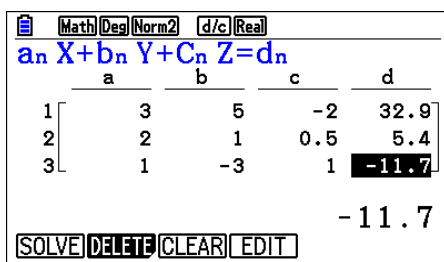 Math Deg Norm2 d/c Real
an X+bn Y+Cn Z=dn
a b c d
1 3 5 -2 32.9
2 2 1 0.5 5.4
3 1 -3 1 -11.7
-11.7
SOLVE DELETE CLEAR EDIT